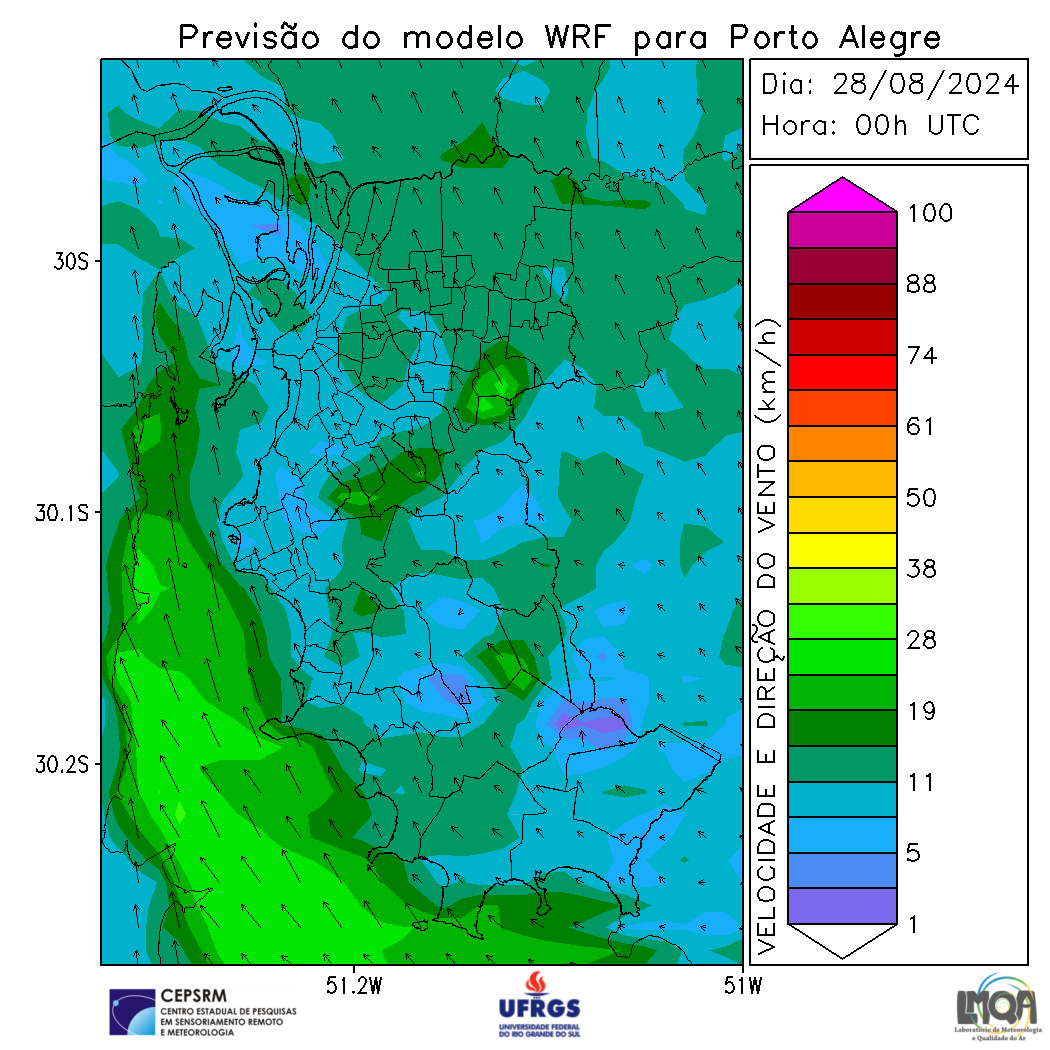 Previsão do modelo WRF para Porto Alegre
Dia: 28/08/2024
Hora: 00h UTC
30S
30.1S
30.2S
51.2W
51W
VELOCIDADE E DIREÇÃO DO VENTO (km/h)
100
88
74
61
50
38
28
19
11
5
1
CEPSRM
CENTRO ESTADUAL DE PESQUISAS
EM SENSORIAMENTO REMOTO
E METEOROLOGIA
UFRGS
UNIVERSIDADE FEDERAL
DO RIO GRANDE DO SUL
LMQA
Laboratório de Meteorologia
e Qualidade do Ar